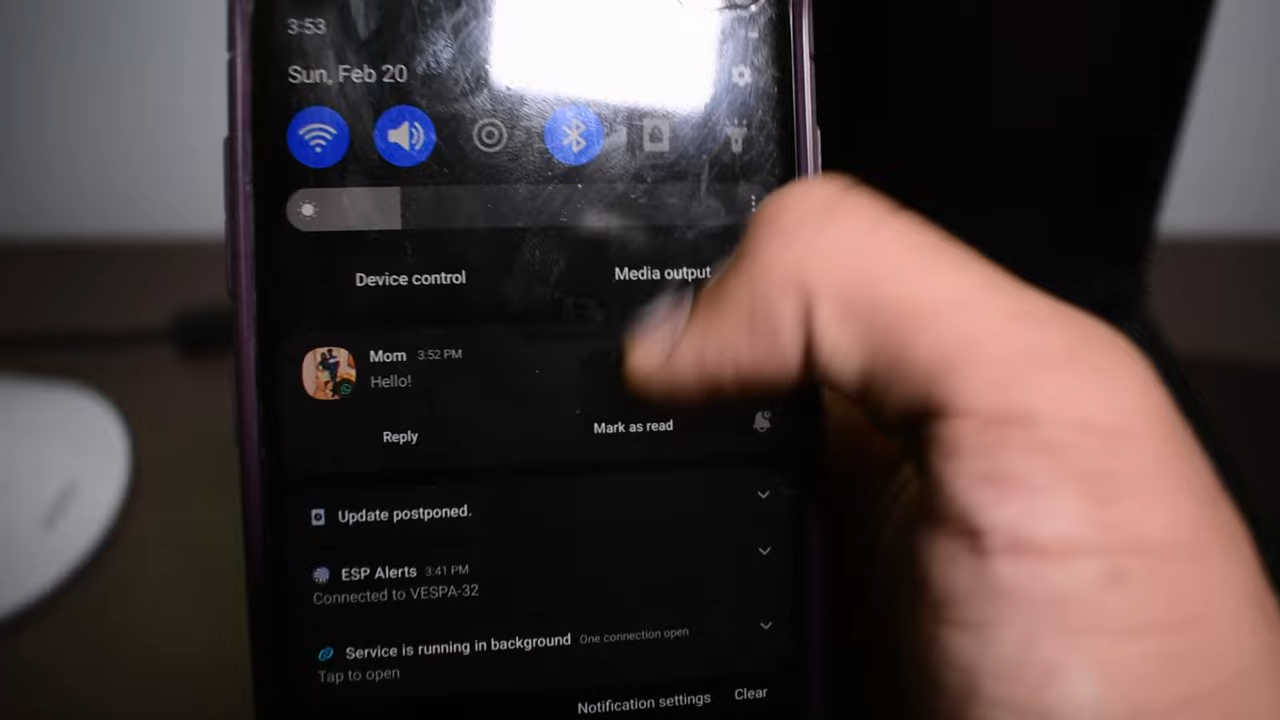 3:53
Sun, Feb 20
Device control
Media output
Mom 3:52 PM
Hello!
Reply
Mark as read
Update postponed.
ESP Alerts 3:41 PM
Connected to VESPA-32
Service is running in background One connection open
Tap to open
Notification settings Clear